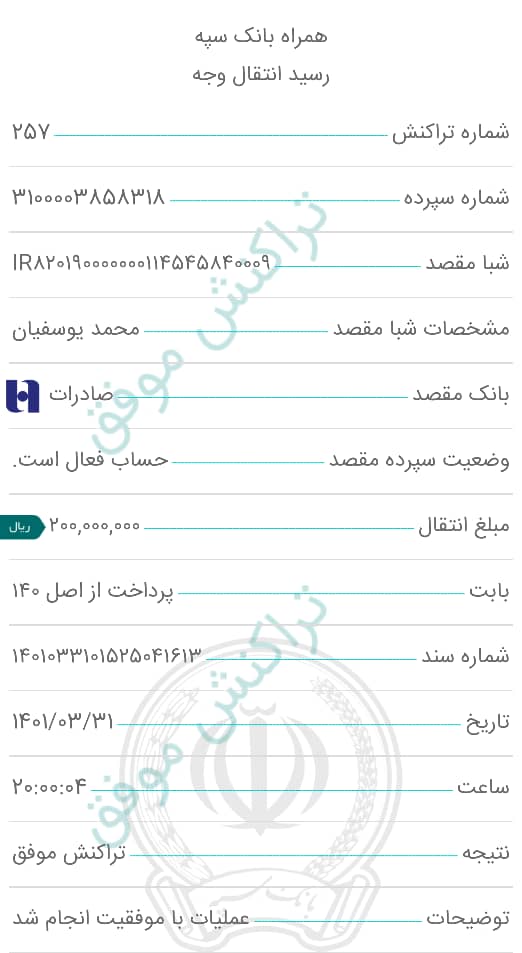 همراه بانک سپه
رسید انتقال وجه
شماره تراکنش ۲۵۷
شماره سپرده ۳۱۰۰۰۰۳۸۵۸۳۱۸
شبا مقصد IR۸۲۰۱۹۰۰۰۰۰۰۰۱۱۴۵۴۵۸۴۰۰۰۹
مشخصات شبا مقصد محمد یوسفیان
بانک مقصد صادرات
وضعیت سپرده مقصد حساب فعال است.
مبلغ انتقال ۲۰۰,۰۰۰,۰۰۰ ریال
بابت پرداخت از اصل ۱۴۰
شماره سند ۱۴۰۱۰۳۳۱۰۱۵۲۵۰۴۱۶۱۳
تاریخ ۱۴۰۱/۰۳/۳۱
ساعت ۲۰:۰۰:۰۴
نتیجه تراکنش موفق
توضیحات عملیات با موفقیت انجام شد
تراکنش موفق
تراکنش موفق
بانک سپه